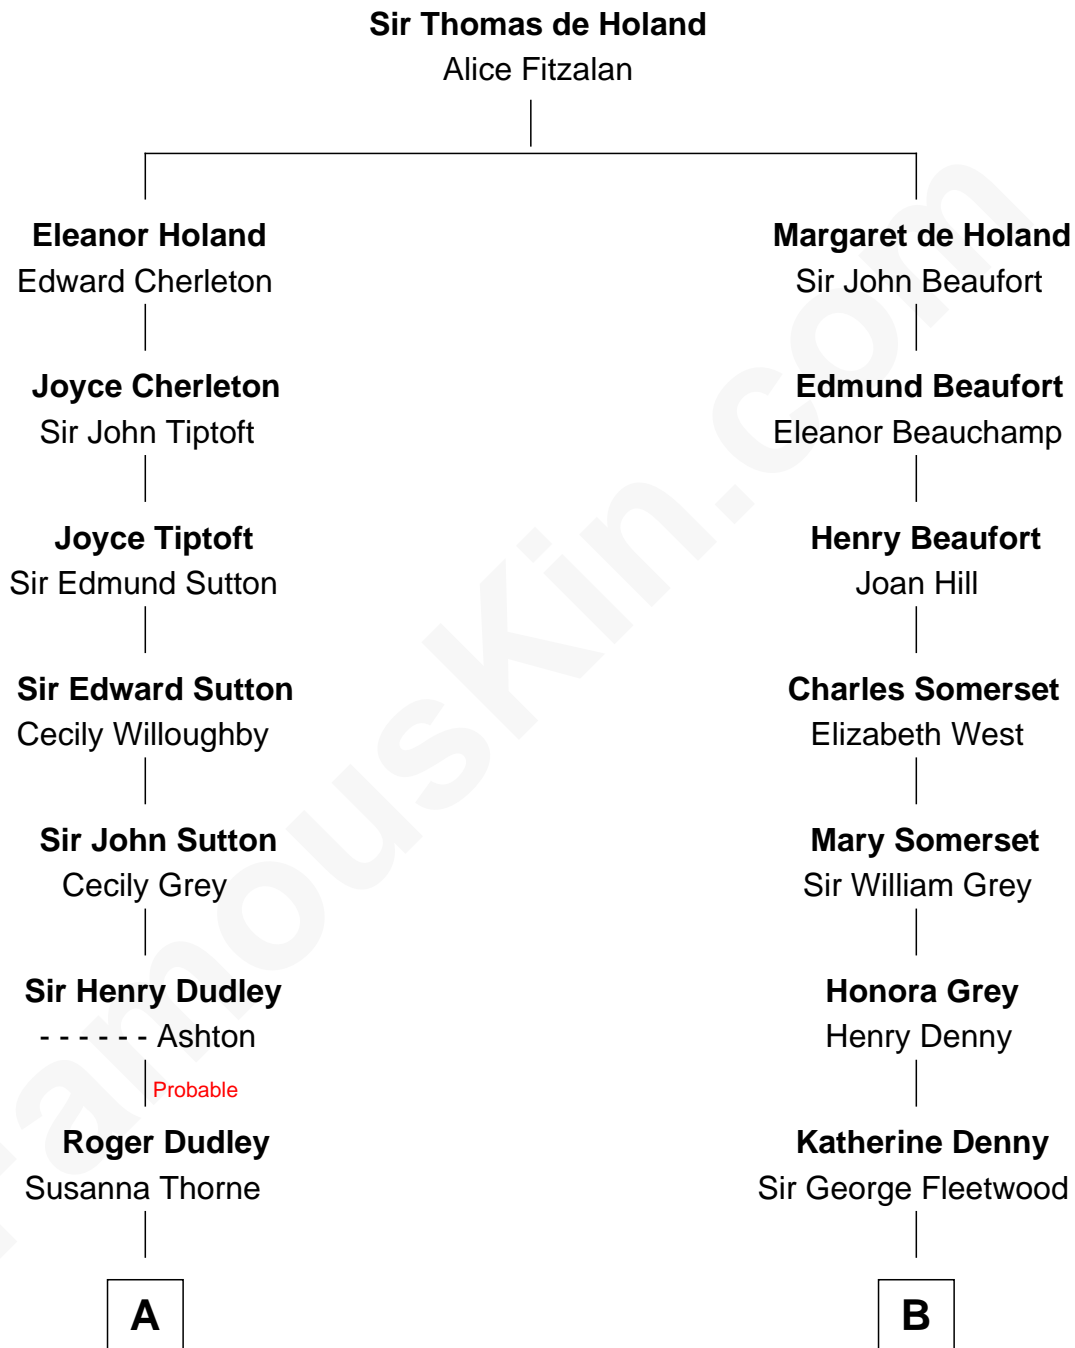 Sir Thomas de Holand
Alice Fitzalan
Eleanor Holand
Edward Cherleton
Joyce Cherleton
Sir John Tiptoft
Joyce Tiptoft
Sir Edmund Sutton
Sir Edward Sutton
Cecily Willoughby
Sir John Sutton
Cecily Grey
Sir Henry Dudley
- - - - - - Ashton
Probable
Roger Dudley
Susanna Thorne
A
Margaret de Holand
Sir John Beaufort
Edmund Beaufort
Eleanor Beauchamp
Henry Beaufort
Joan Hill
Charles Somerset
Elizabeth West
Mary Somerset
Sir William Grey
Honora Grey
Henry Denny
Katherine Denny
Sir George Fleetwood
B
FamousKin.com